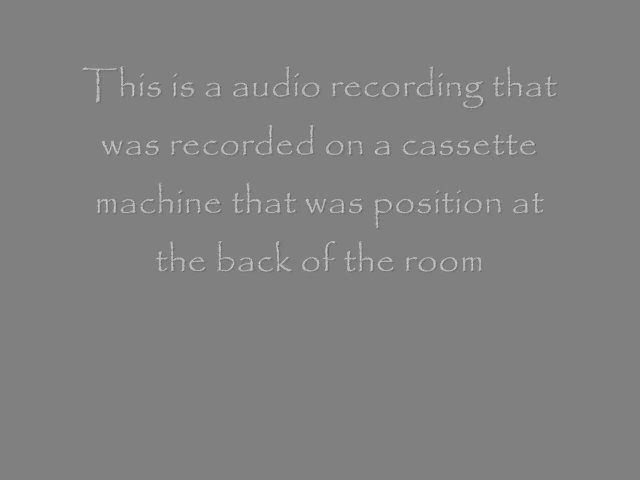 This is a audio recording that
was recorded on a cassette
machine that was position at
the back of the room